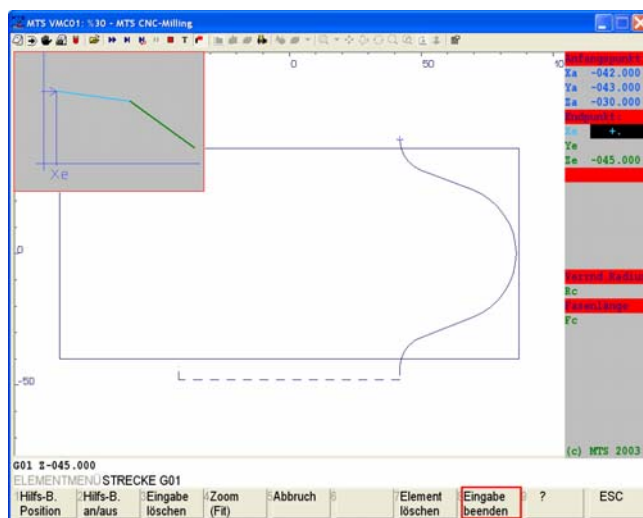 MTS VMC01: %30 - MTS CNC-Milling
T
?
0 50 10
0
-50
Xe
Anfangspunkt
Xa -042.000
Ya -043.000
Za -030.000
Endpunkt:
Xe +.
Ye
Ze -045.000
Verrnd Radius
Rc
Fasenlänge
Fc
(c) MTS 2003
G01 Z-045.000
ELEMENTMENÜ STRECKE G01
1 Hilfs-B. Position
2 Hilfs-B. an/aus
3 Eingabe löschen
4 Zoom (Fit)
5 Abbruch
6
7 Element löschen
8 Eingabe beenden
9 ?
ESC